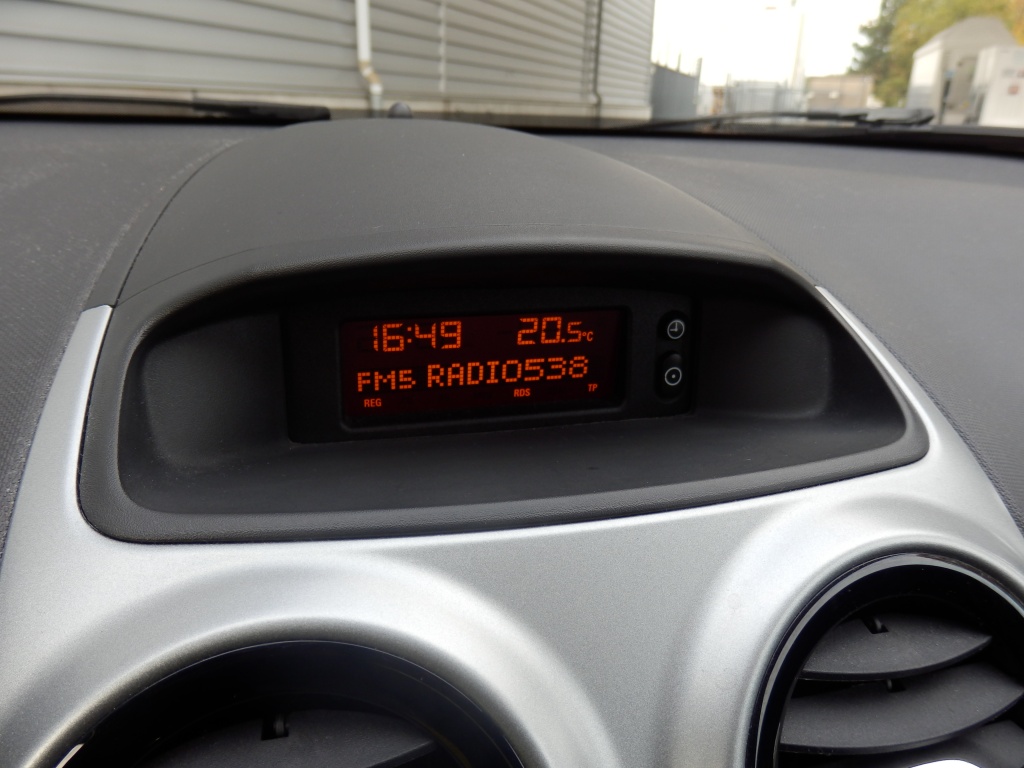 16:49 20.5°C
FM5 RADIO538
REG RDS TP